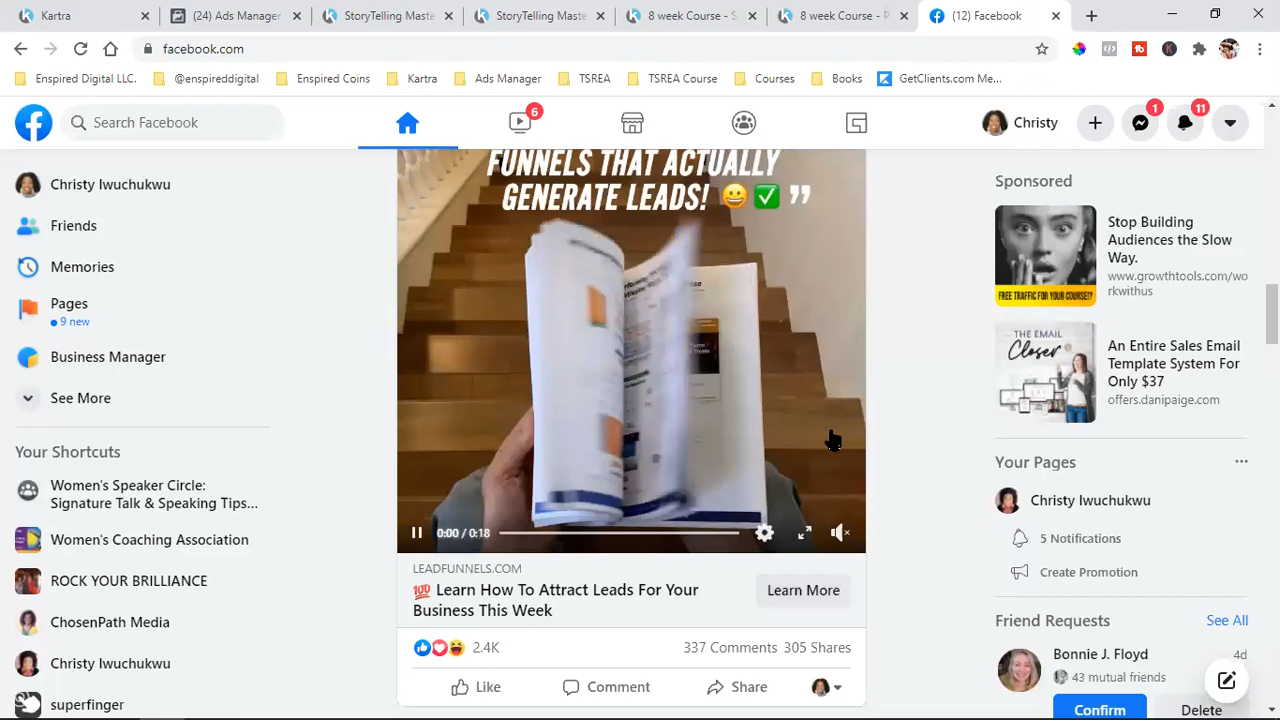 Kartra
(24) Ads Manager
StoryTelling Maste
StoryTelling Maste
8 week Course - S
8 week Course - P
(12) Facebook
facebook.com
Enspired Digital LLC.
@enspireddigital
Enspired Coins
Kartra
Ads Manager
TSREA
TSREA Course
Courses
Books
GetClients.com Me...
Search Facebook
6
Christy
1
11
Christy Iwuchukwu
Friends
Memories
Pages
9 new
Business Manager
See More
Your Shortcuts
Women's Speaker Circle:
Signature Talk & Speaking Tips...
Women's Coaching Association
ROCK YOUR BRILLIANCE
ChosenPath Media
Christy Iwuchukwu
superfinger
FUNNELS THAT ACTUALLY
GENERATE LEADS! 😀 ✅ ”
0:00 / 0:18
LEADFUNNELS.COM
💯 Learn How To Attract Leads For Your
Business This Week
Learn More
2.4K
337 Comments 305 Shares
Like
Comment
Share
Sponsored
FREE TRAFFIC FOR YOUR COURSE!?
Stop Building
Audiences the Slow
Way.
www.growthtools.com/wo
rkwithus
THE EMAIL
Closer
An Entire Sales Email
Template System For
Only $37
offers.danipaige.com
Your Pages
Christy Iwuchukwu
5 Notifications
Create Promotion
Friend Requests
See All
Bonnie J. Floyd
4d
43 mutual friends
Confirm
Delete